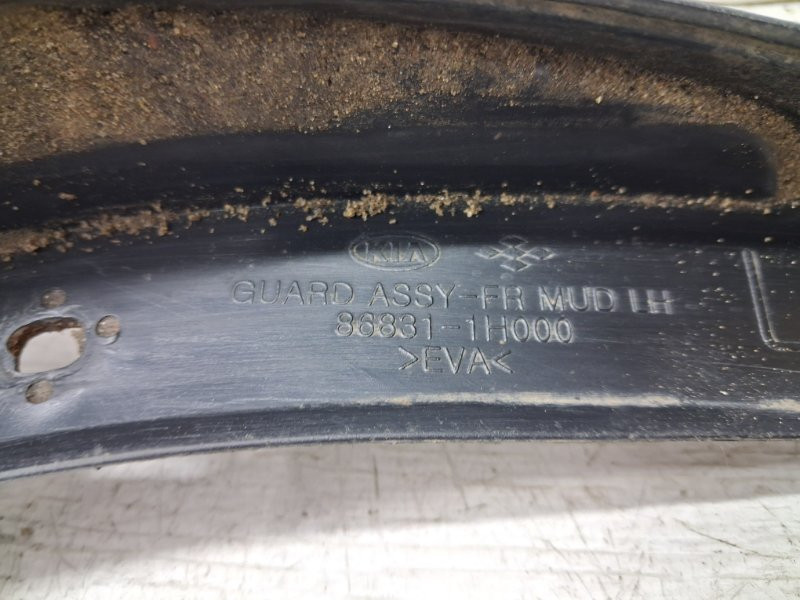 KIA
GUARD ASSY-FR MUD LH
86831-1H000
>EVA<